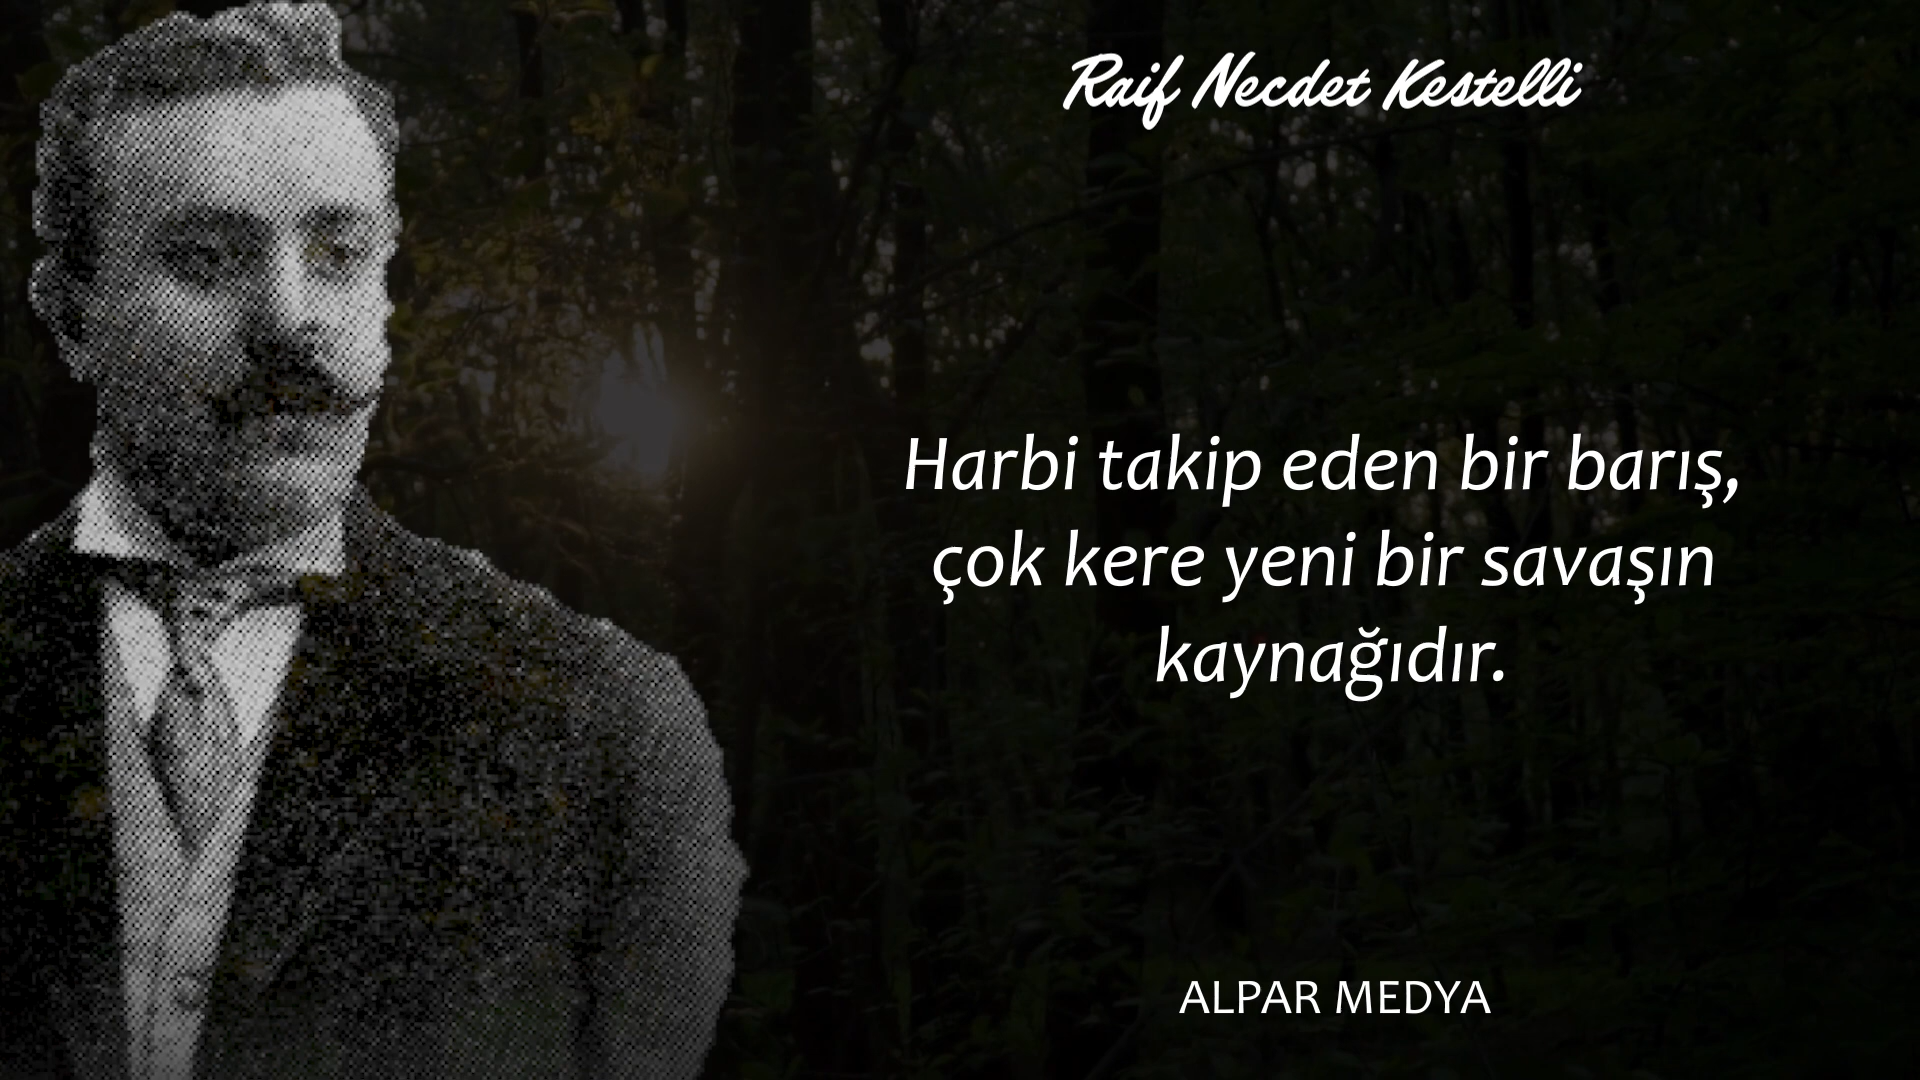 Raif Necdet Kestelli
Harbi takip eden bir barış,
çok kere yeni bir savaşın
kaynağıdır.
ALPAR MEDYA